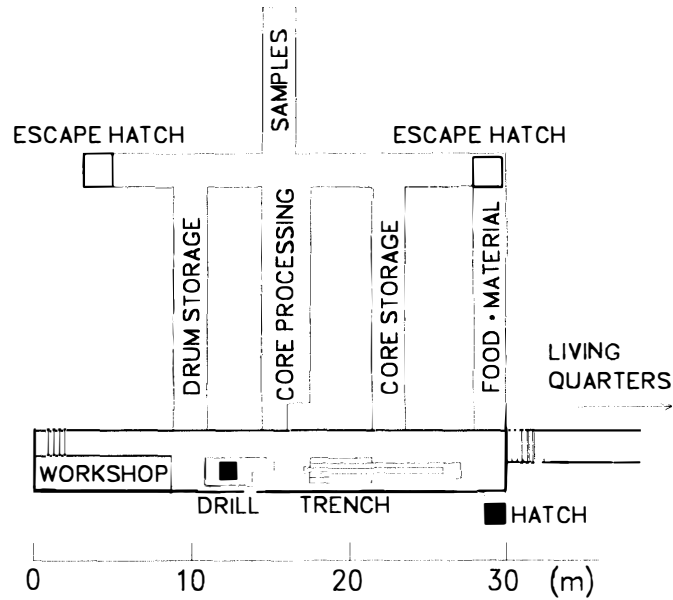 SAMPLES
ESCAPE HATCH
ESCAPE HATCH
DRUM STORAGE
CORE PROCESSING
CORE STORAGE
FOOD・MATERIAL
LIVING
QUARTERS
WORKSHOP
DRILL
TRENCH
HATCH
0 10 20 30 (m)